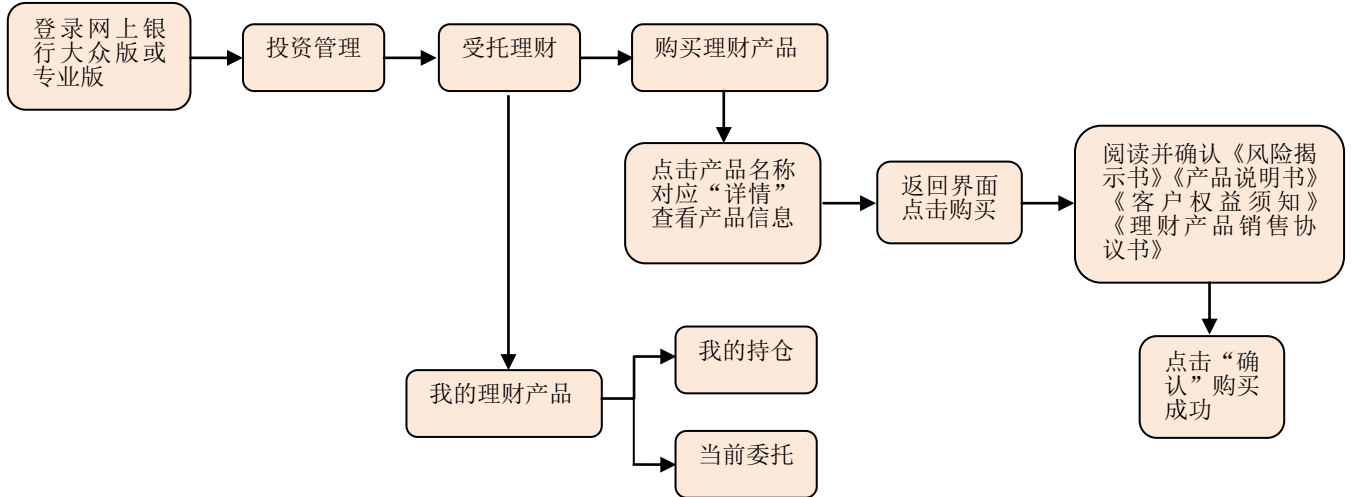 登录网上银
行大众版或
专业版
投资管理
受托理财
购买理财产品
点击产品名称
对应“详情”
查看产品信息
返回界面
点击购买
阅读并确认《风险揭
示书》《产品说明书》
《客户权益须知》
《理财产品销售协
议书》
点击“确
认”购买
成功
我的理财产品
我的持仓
当前委托